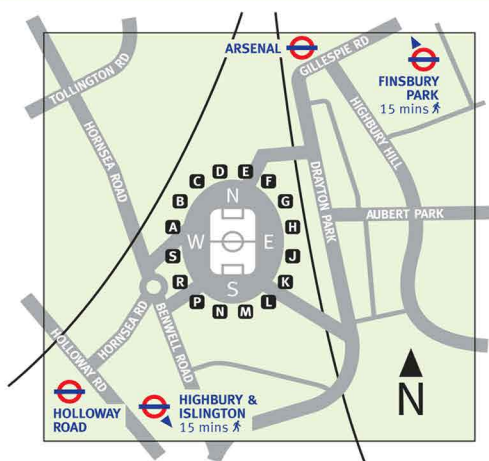 ARSENAL
GILLESPIE RD
FINSBURY
PARK
15 mins
TOLLINGTON RD
HORNSEA ROAD
HIGHBURY HILL
DRAYTON PARK
AUBERT PARK
A
B
C
D
E
F
G
H
J
K
L
M
N
P
R
S
N
W
E
S
HORNSEA RD
BENWELL ROAD
HOLLOWAY RD
HOLLOWAY
ROAD
HIGHBURY &
ISLINGTON
15 mins
N